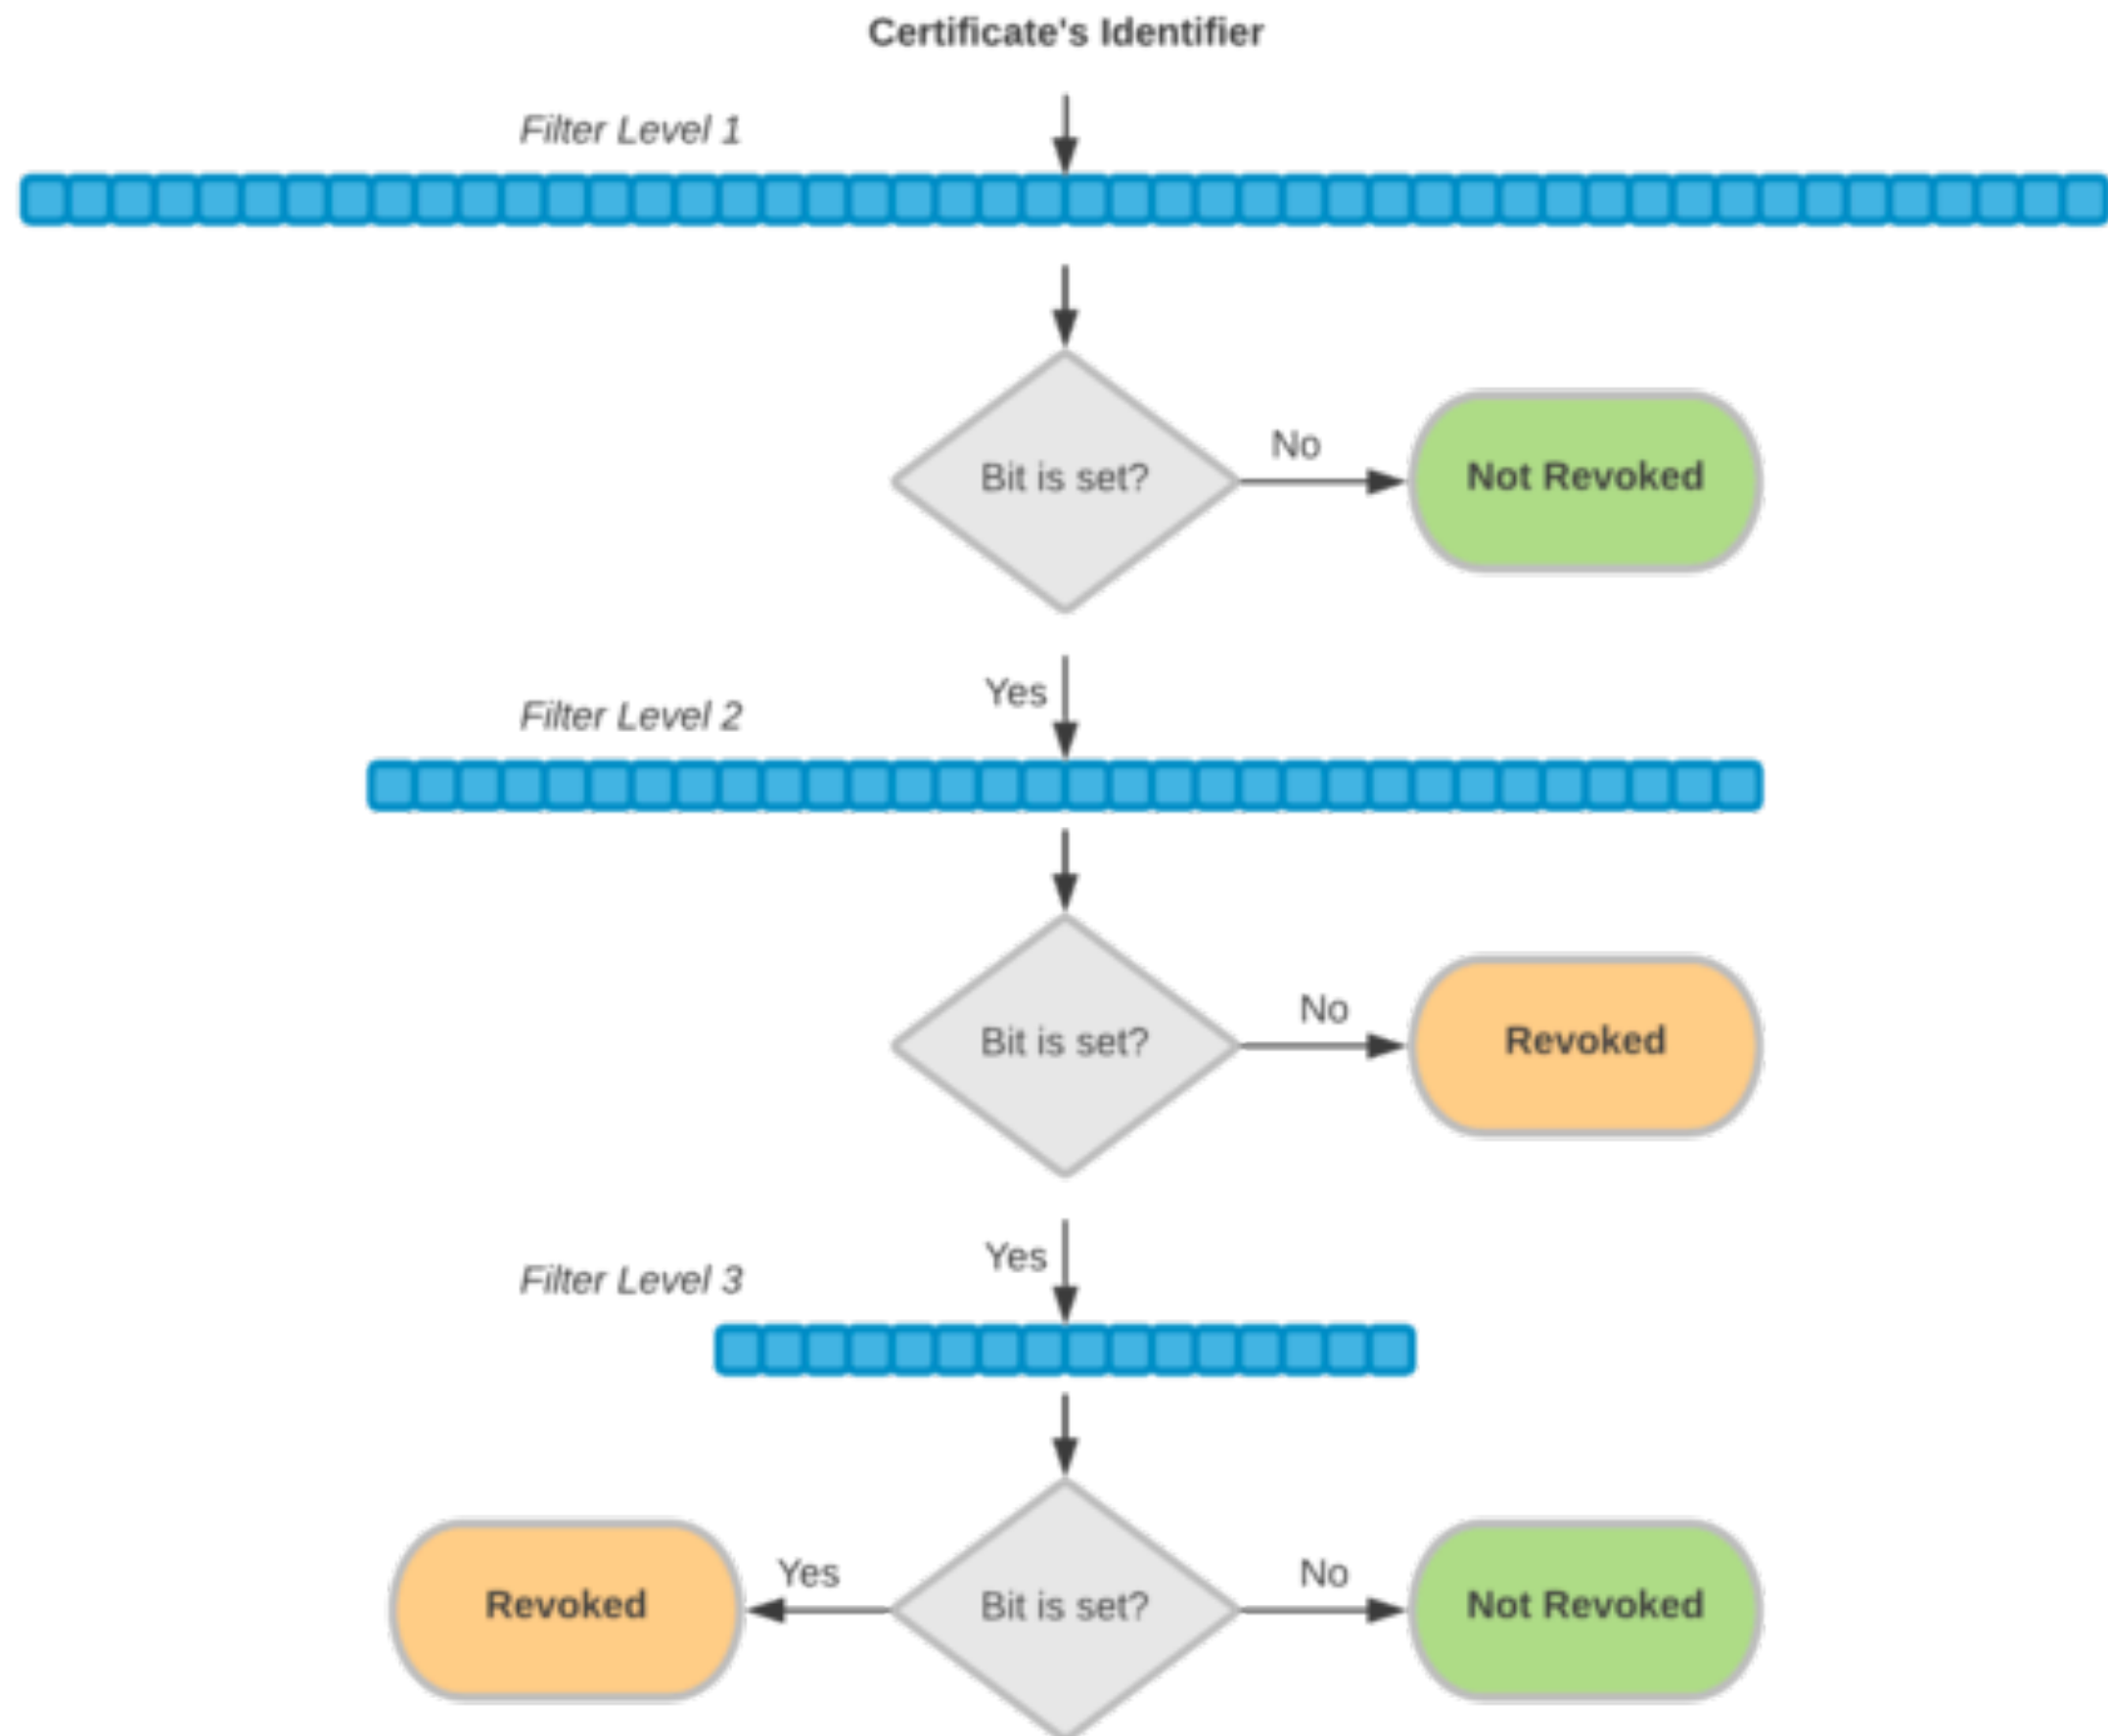 Certificate's Identifier
Filter Level 1
Bit is set?
No
Not Revoked
Yes
Filter Level 2
Bit is set?
No
Revoked
Yes
Filter Level 3
Bit is set?
Yes
Revoked
No
Not Revoked